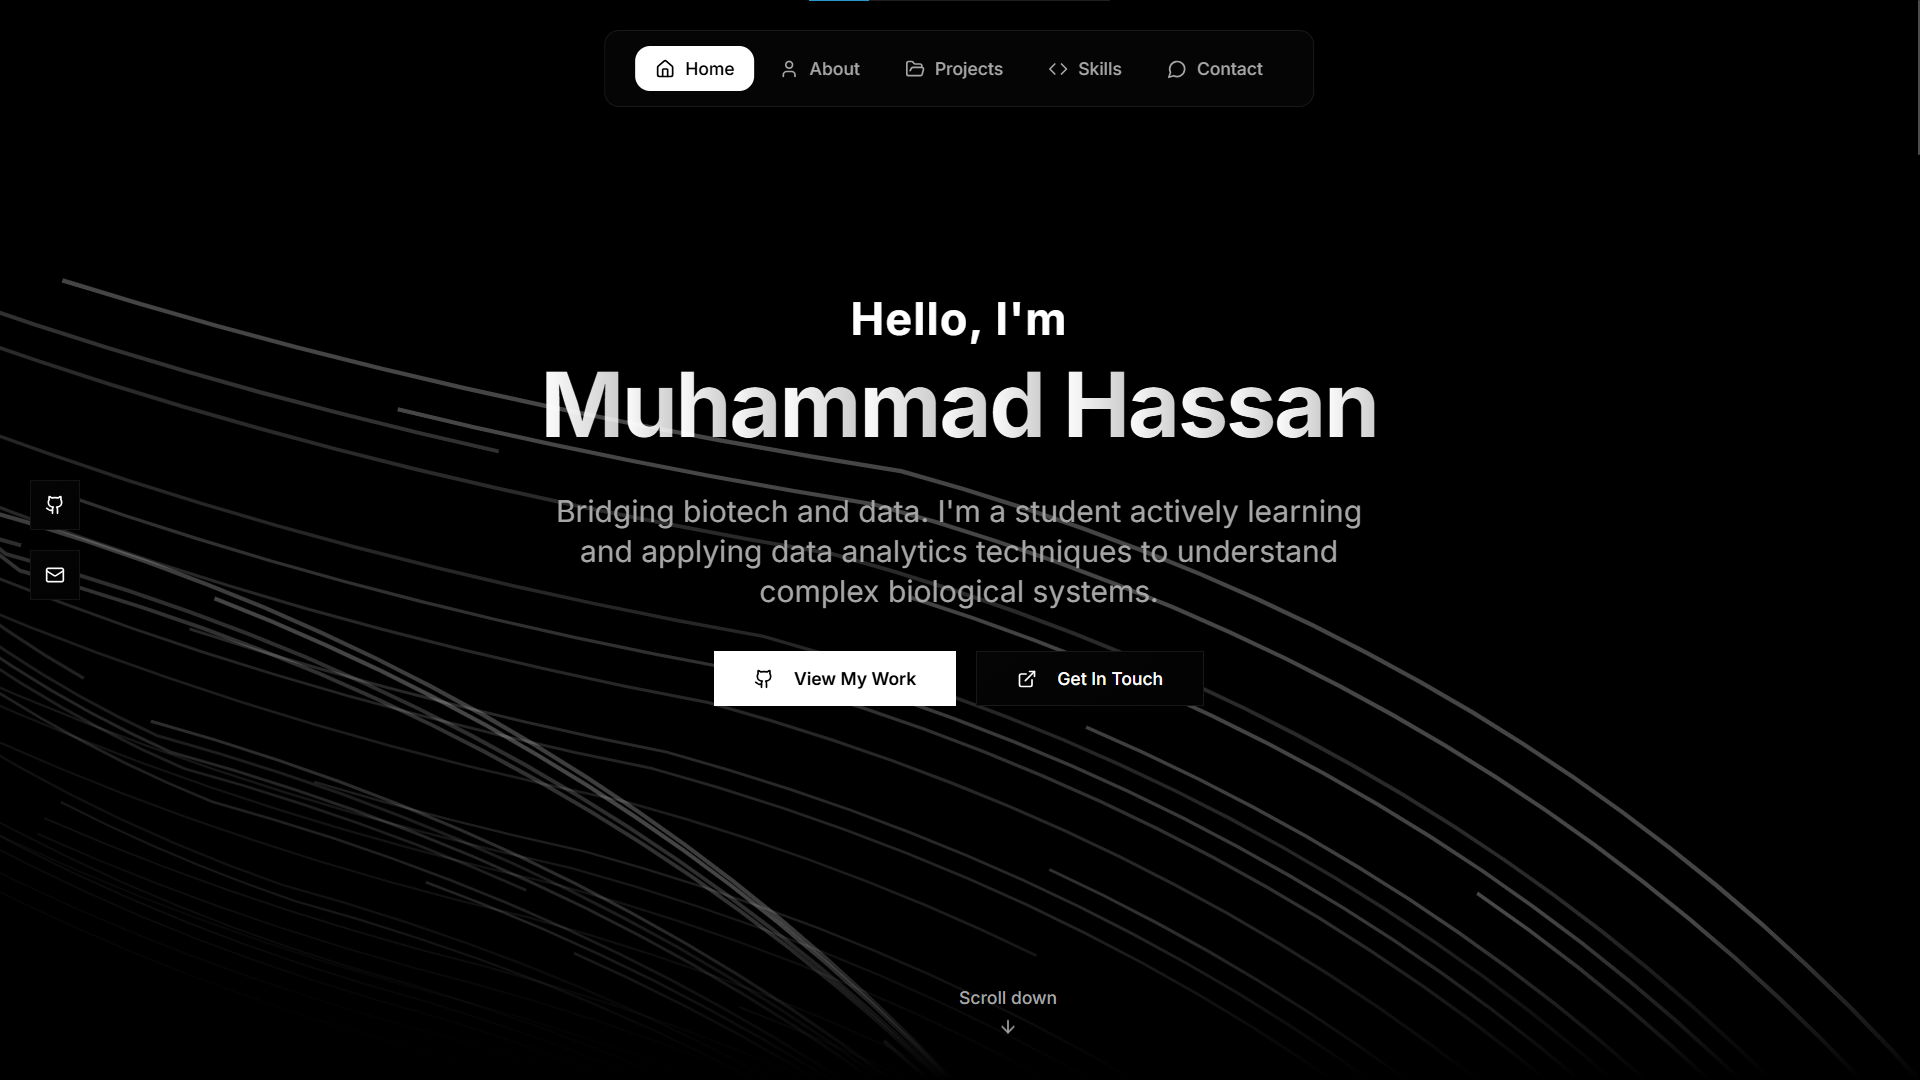 Home About Projects Skills Contact
Hello, I'm
Muhammad Hassan
Bridging biotech and data. I'm a student actively learning
and applying data analytics techniques to understand
complex biological systems.
View My Work Get In Touch
Scroll down